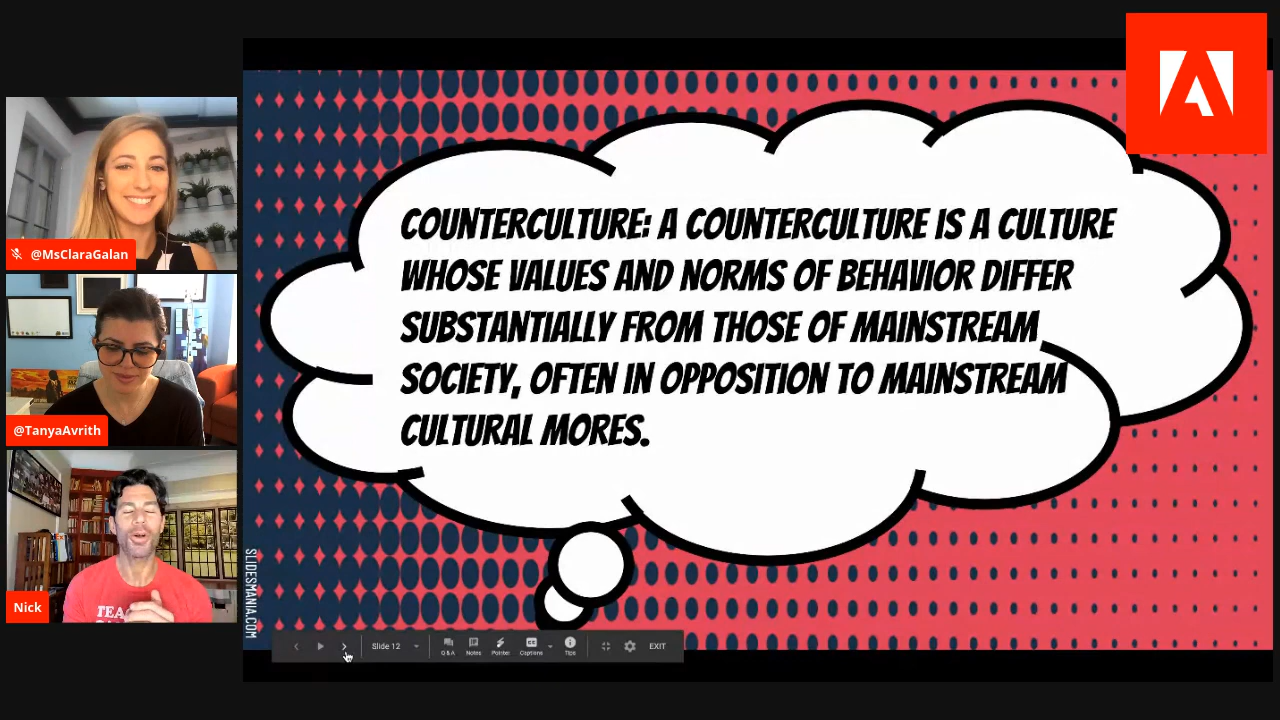 @MsClaraGalan
@TanyaAvrith
Nick
TEA
COUNTERCULTURE: A COUNTERCULTURE IS A CULTURE
WHOSE VALUES AND NORMS OF BEHAVIOR DIFFER
SUBSTANTIALLY FROM THOSE OF MAINSTREAM
SOCIETY, OFTEN IN OPPOSITION TO MAINSTREAM
CULTURAL MORES.
SLIDESMANIA.COM
Slide 12
Q&A
Notes
Pointer
Captions
Tips
EXIT